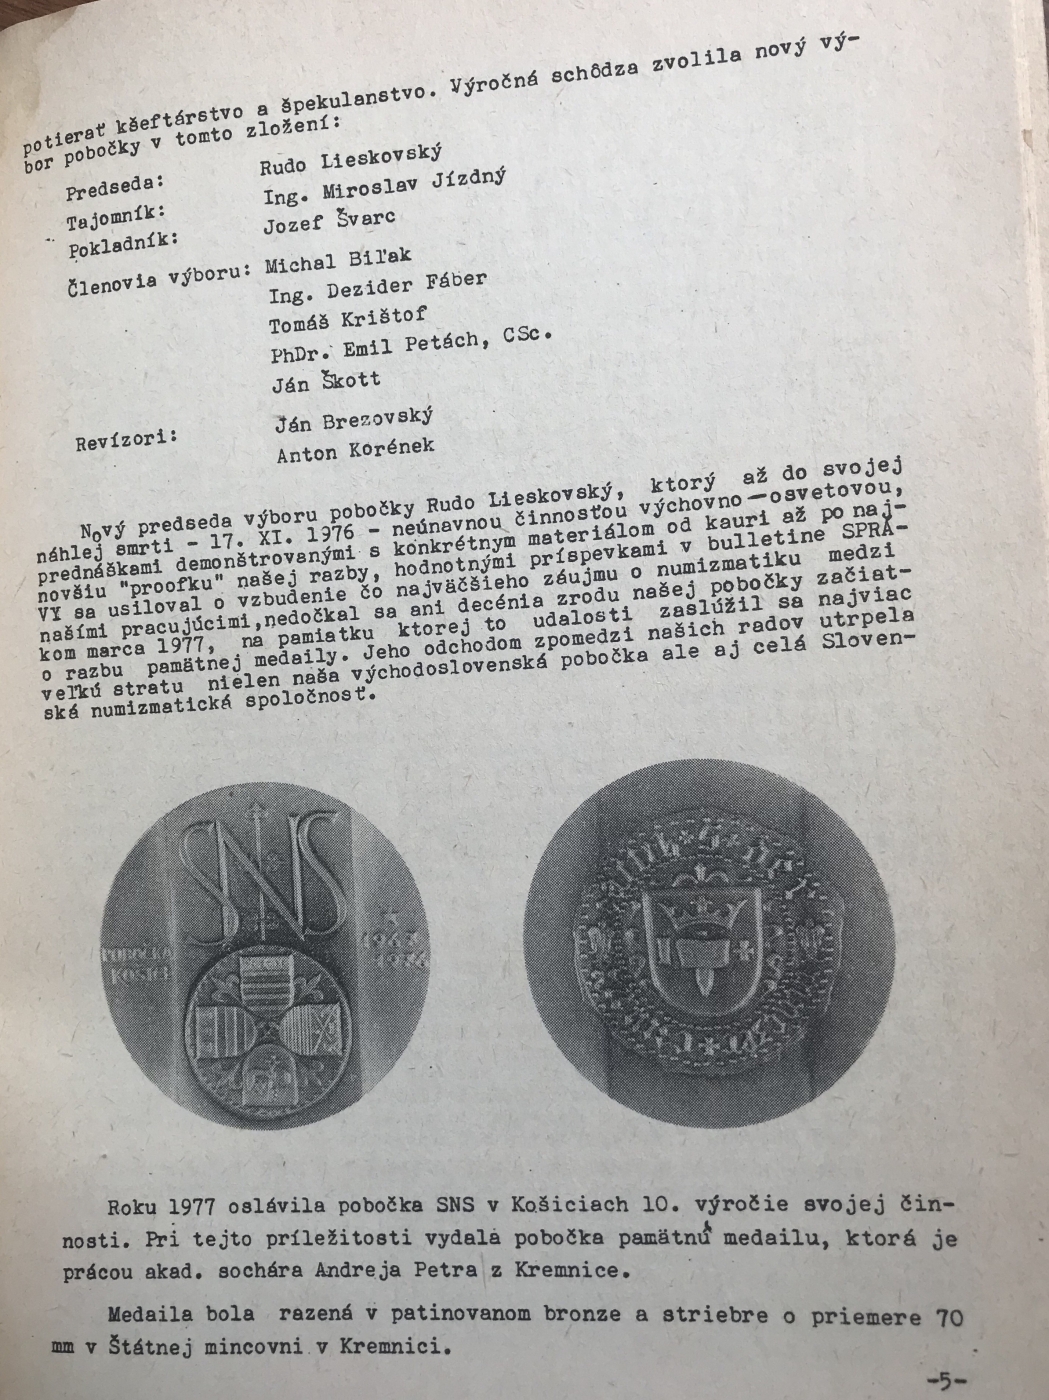 potierať kšeftárstvo a špekulanstvo. Výročná schôdza zvolila nový vý-
bor pobočky v tomto zložení:
Predseda: Rudo Lieskovský
Tajomník: Ing. Miroslav Jízdný
Pokladník: Jozef Švarc
Členovia výboru: Michal Biľak
Ing. Dezider Fáber
Tomáš Krištof
PhDr. Emil Petách, CSc.
Ján Škott
Revízori: Ján Brezovský
Anton Korének
Nový predseda výboru pobočky Rudo Lieskovský, ktorý až do svojej
náhlej smrti - 17. XI. 1976 - neúnavnou činnosťou výchovno-osvetovou,
prednáškami demonštrovanými s konkrétnym materiálom od kauri až po naj-
novšiu "proofku" našej razby, hodnotnými príspevkami v bulletine SPRÁ-
VY sa usiloval o vzbudenie čo najväčšieho záujmu o numizmatiku medzi
našími pracujúcimi,nedočkal sa ani decénia zrodu našej pobočky začiat-
kom marca 1977, na pamiatku ktorej to udalosti zaslúžil sa najviac
o razbu pamätnej medaily. Jeho odchodom zpomedzi našich radov utrpela
veľkú stratu nielen naša východoslovenská pobočka ale aj celá Sloven-
ská numizmatická spoločnosť.
SNS
POBOČKA
KOŠICE
Roku 1977 oslávila pobočka SNS v Košiciach 10. výročie svojej čin-
nosti. Pri tejto príležitosti vydala pobočka pamätnú medailu, ktorá je
prácou akad. sochára Andreja Petra z Kremnice.
Medaila bola razená v patinovanom bronze a striebre o priemere 70
mm v Štátnej mincovni v Kremnici.
-5-